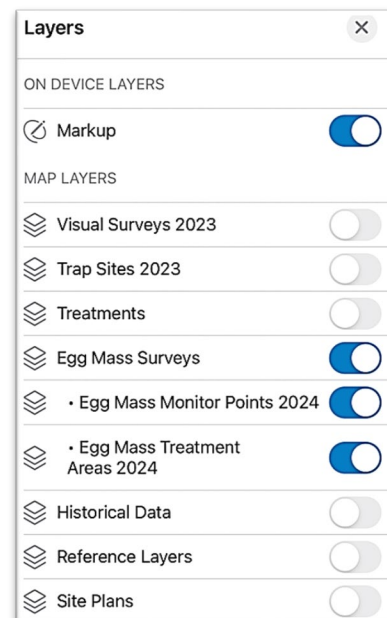 Layers
ON DEVICE LAYERS
Markup
MAP LAYERS
Visual Surveys 2023
Trap Sites 2023
Treatments
Egg Mass Surveys
• Egg Mass Monitor Points 2024
• Egg Mass Treatment
Areas 2024
Historical Data
Reference Layers
Site Plans